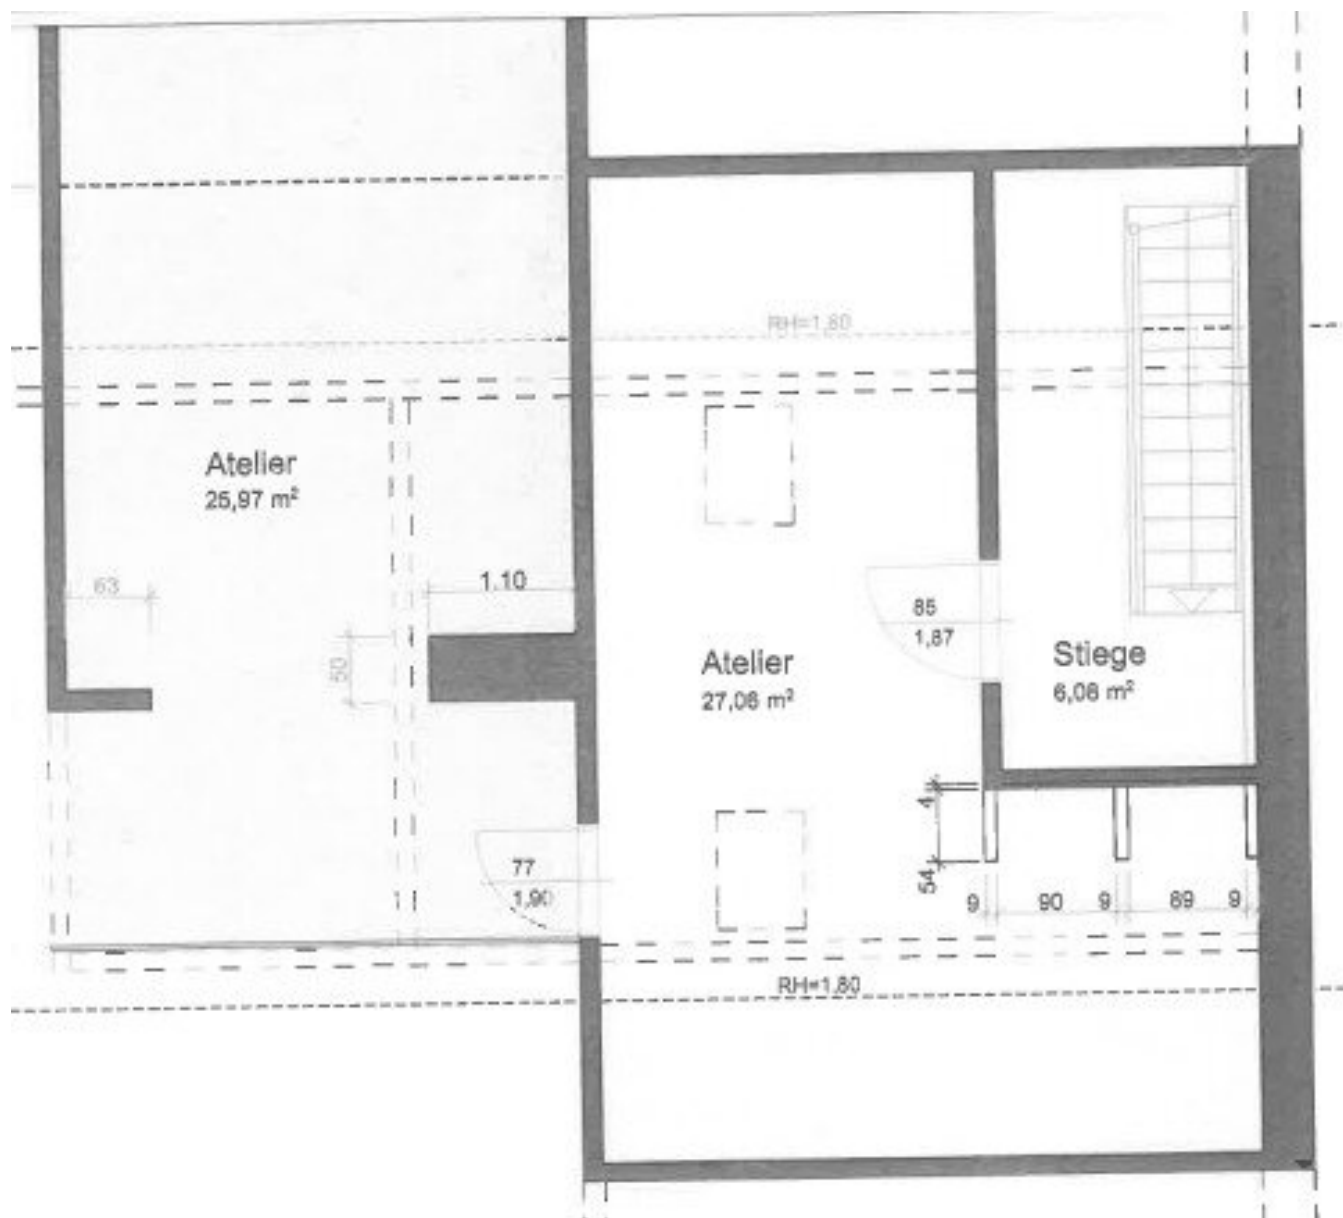 RH=1,80
Atelier
25,97 m²
63
1.10
50
85
1,87
Atelier
27,06 m²
Stiege
6,08 m²
4
54
77
1,90
9
90
9
89
9
RH=1,80